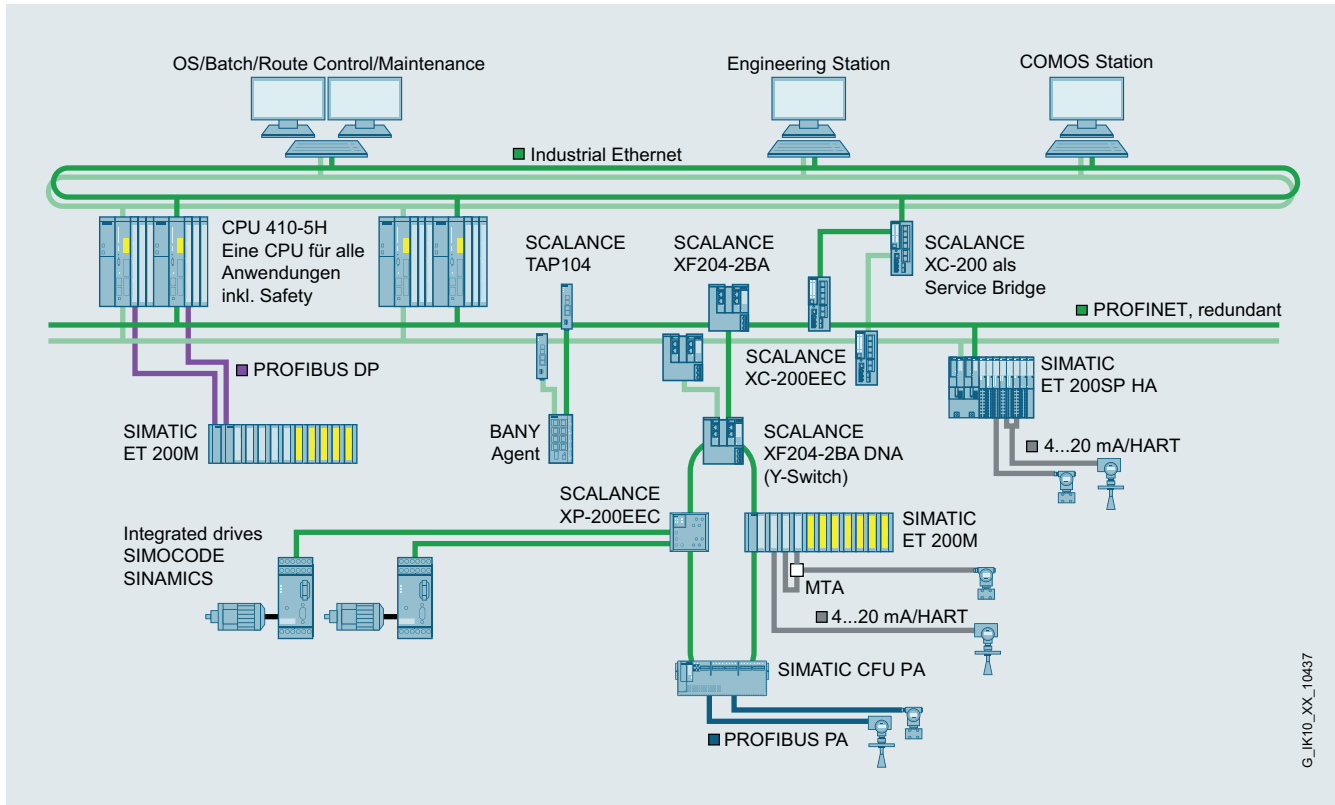 OS/Batch/Route Control/Maintenance
Engineering Station
COMOS Station
Industrial Ethernet
CPU 410-5H
Eine CPU für alle
Anwendungen
inkl. Safety
SCALANCE
TAP104
SCALANCE
XF204-2BA
SCALANCE
XC-200 als
Service Bridge
PROFINET, redundant
PROFIBUS DP
SCALANCE
XC-200EEC
SIMATIC
ET 200SP HA
SIMATIC
ET 200M
BANY
Agent
SCALANCE
XF204-2BA DNA
(Y-Switch)
4...20 mA/HART
SCALANCE
XP-200EEC
SIMATIC
ET 200M
Integrated drives
SIMOCODE
SINAMICS
MTA
4...20 mA/HART
SIMATIC CFU PA
PROFIBUS PA
G_IK10_XX_10437